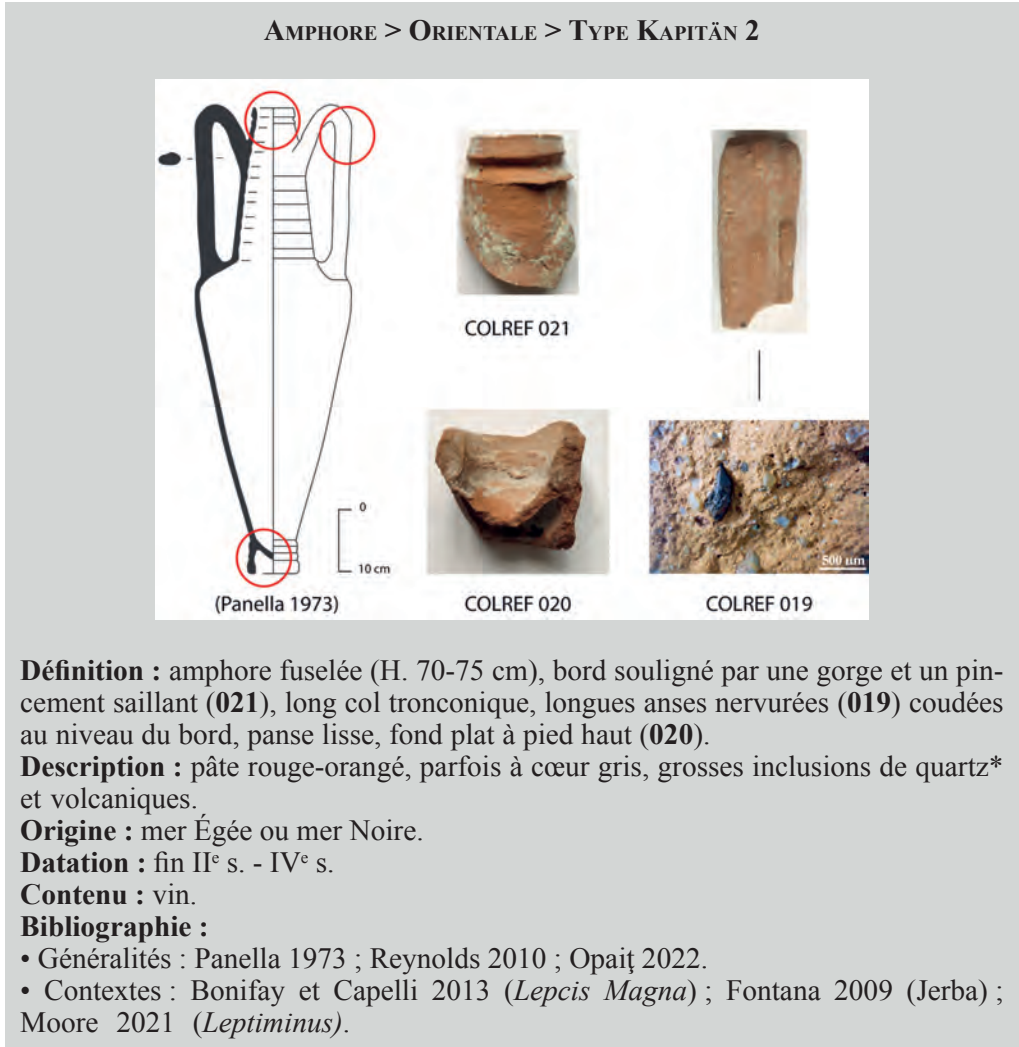 AMPHORE > ORIENTALE > TYPE KAPITÄN 2
COLREF 021
0
10 cm
500 µm
(Panella 1973)
COLREF 020
COLREF 019
Définition : amphore fuselée (H. 70-75 cm), bord souligné par une gorge et un pin-
cement saillant (021), long col tronconique, longues anses nervurées (019) coudées
au niveau du bord, panse lisse, fond plat à pied haut (020).
Description : pâte rouge-orangé, parfois à cœur gris, grosses inclusions de quartz*
et volcaniques.
Origine : mer Égée ou mer Noire.
Datation : fin IIᵉ s. - IVᵉ s.
Contenu : vin.
Bibliographie :
• Généralités : Panella 1973 ; Reynolds 2010 ; Opaiţ 2022.
• Contextes : Bonifay et Capelli 2013 (Lepcis Magna) ; Fontana 2009 (Jerba) ;
Moore 2021 (Leptiminus).